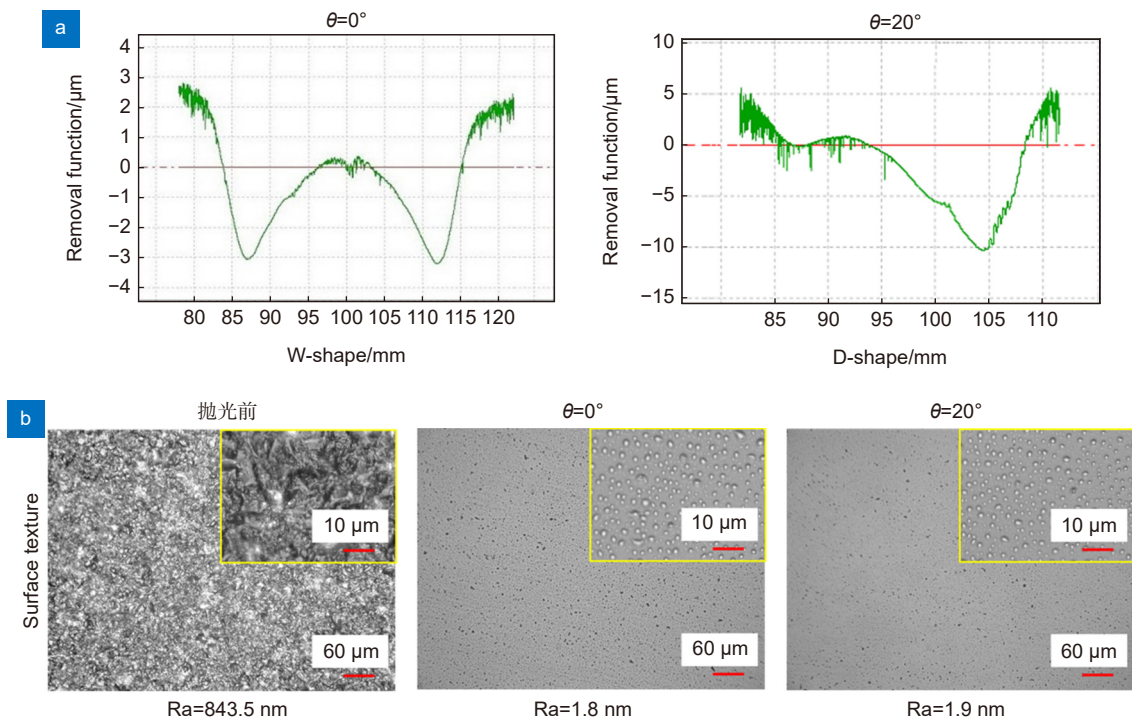 a
θ=0°
θ=20°
Removal function/μm
4
3
2
1
0
−1
−2
−3
−4
80 85 90 95 100 105 110 115 120
W-shape/mm
Removal function/μm
10
5
0
−5
−10
−15
85 90 95 100 105 110
D-shape/mm
b
抛光前
θ=0°
θ=20°
Surface texture
10 μm
60 μm
10 μm
60 μm
10 μm
60 μm
Ra=843.5 nm
Ra=1.8 nm
Ra=1.9 nm